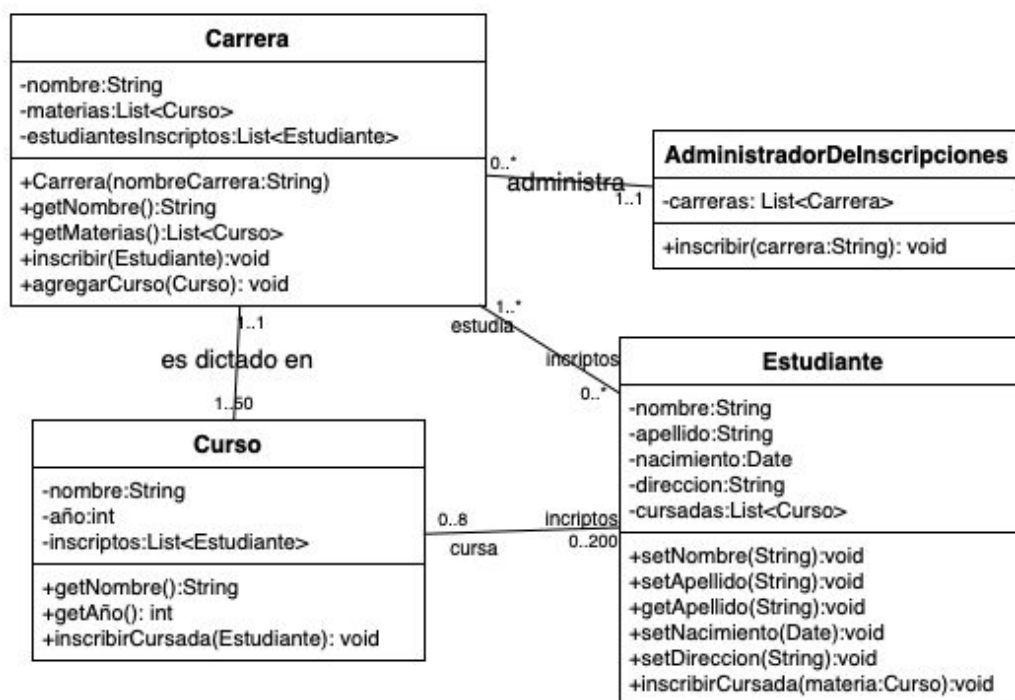 Carrera
-nombre:String
-materias:List<Curso>
-estudiantesInscriptos:List<Estudiante>
+Carrera(nombreCarrera:String)
+getNombre():String
+getMaterias():List<Curso>
+inscribir(Estudiante):void
+agregarCurso(Curso): void
0..*
administra
1..1
AdministradorDeInscripciones
-carreras: List<Carrera>
+inscribir(carrera:String): void
1..1
es dictado en
1..50
1..*
estudia
incriptos
0..*
Curso
-nombre:String
-año:int
-inscriptos:List<Estudiante>
+getNombre():String
+getAño(): int
+inscribirCursada(Estudiante): void
0..8
cursa
incriptos
0..200
Estudiante
-nombre:String
-apellido:String
-nacimiento:Date
-direccion:String
-cursadas:List<Curso>
+setNombre(String):void
+setApellido(String):void
+getApellido(String):void
+setNacimiento(Date):void
+setDireccion(String):void
+inscribirCursada(materia:Curso):void